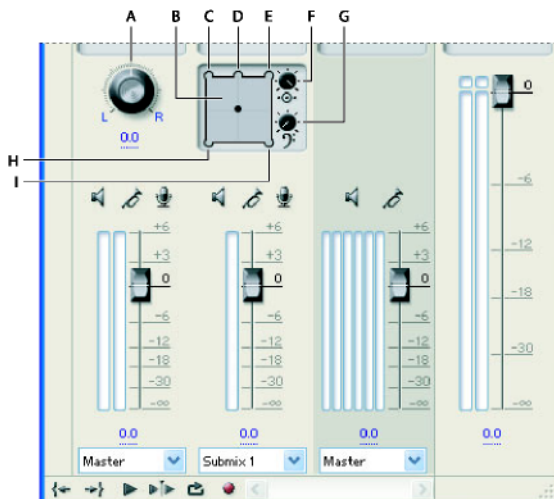 A B C D E F G
L R
0.0
H
I
0
-6
-12
-18
-30
-∞
+6 +6 +6
+3 +3 +3
0 0 0
-6 -6 -6
-12 -12 -12
-18 -18 -18
-30 -30 -30
-∞ -∞ -∞
0.0 0.0 0.0 0.0
Master Submix 1 Master